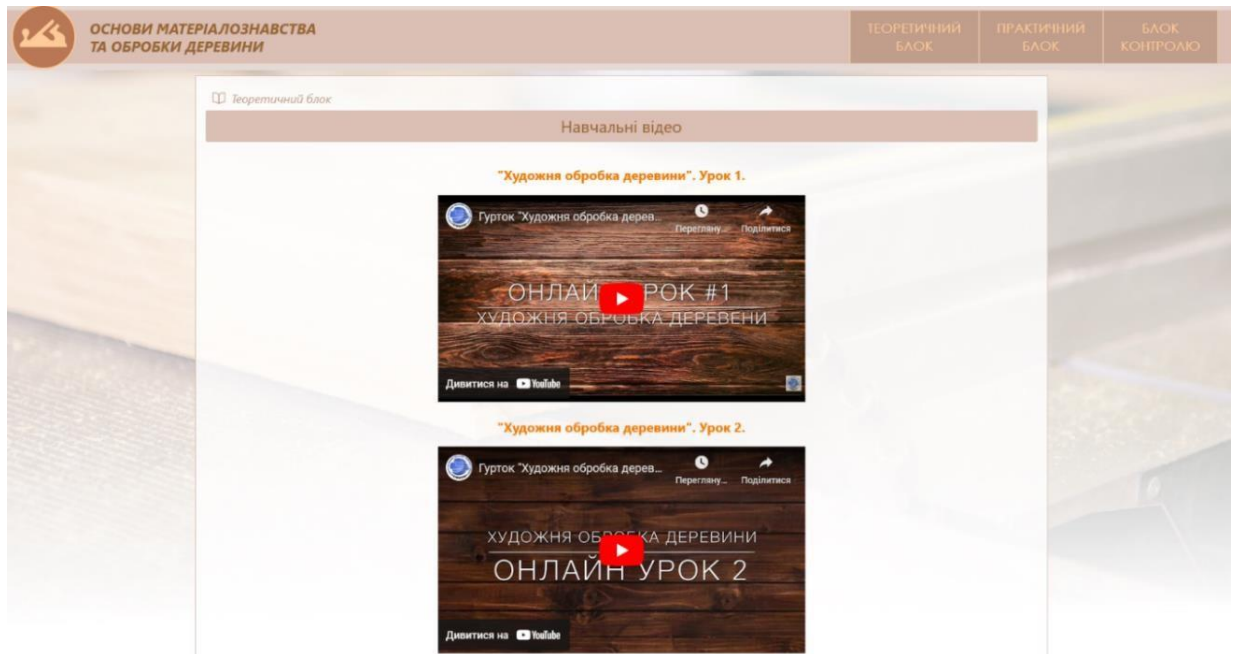 ОСНОВИ МАТЕРІАЛОЗНАВСТВА
ТА ОБРОБКИ ДЕРЕВИНИ
ТЕОРЕТИЧНИЙ
БЛОК
ПРАКТИЧНИЙ
БЛОК
БЛОК
КОНТРОЛЮ
Теоретичний блок
Навчальні відео
"Художня обробка деревини". Урок 1.
Гурток "Художня обробка дерев...
Перегляну...
Поділитися
ОНЛАЙН УРОК #1
ХУДОЖНЯ ОБРОБКА ДЕРЕВЕНИ
Дивитися на YouTube
"Художня обробка деревини". Урок 2.
Гурток "Художня обробка дерев...
Перегляну...
Поділитися
ХУДОЖНЯ ОБРОБКА ДЕРЕВИНИ
ОНЛАЙН УРОК 2
Дивитися на YouTube